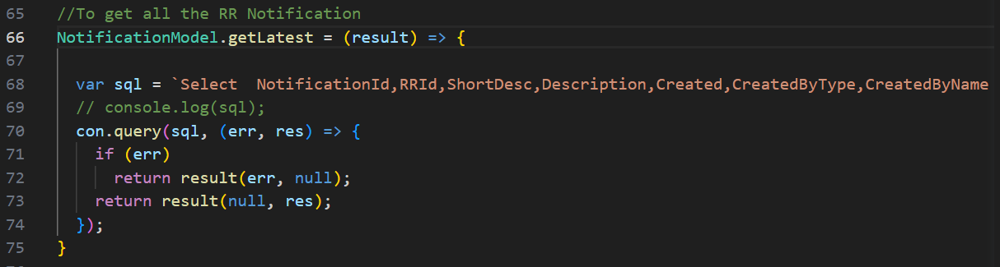 65 //To get all the RR Notification
66 NotificationModel.getLatest = (result) => {
67
68 var sql = `Select  NotificationId,RRId,ShortDesc,Description,Created,CreatedByType,CreatedByName
69 // console.log(sql);
70 con.query(sql, (err, res) => {
71 if (err)
72 return result(err, null);
73 return result(null, res);
74 });
75 }